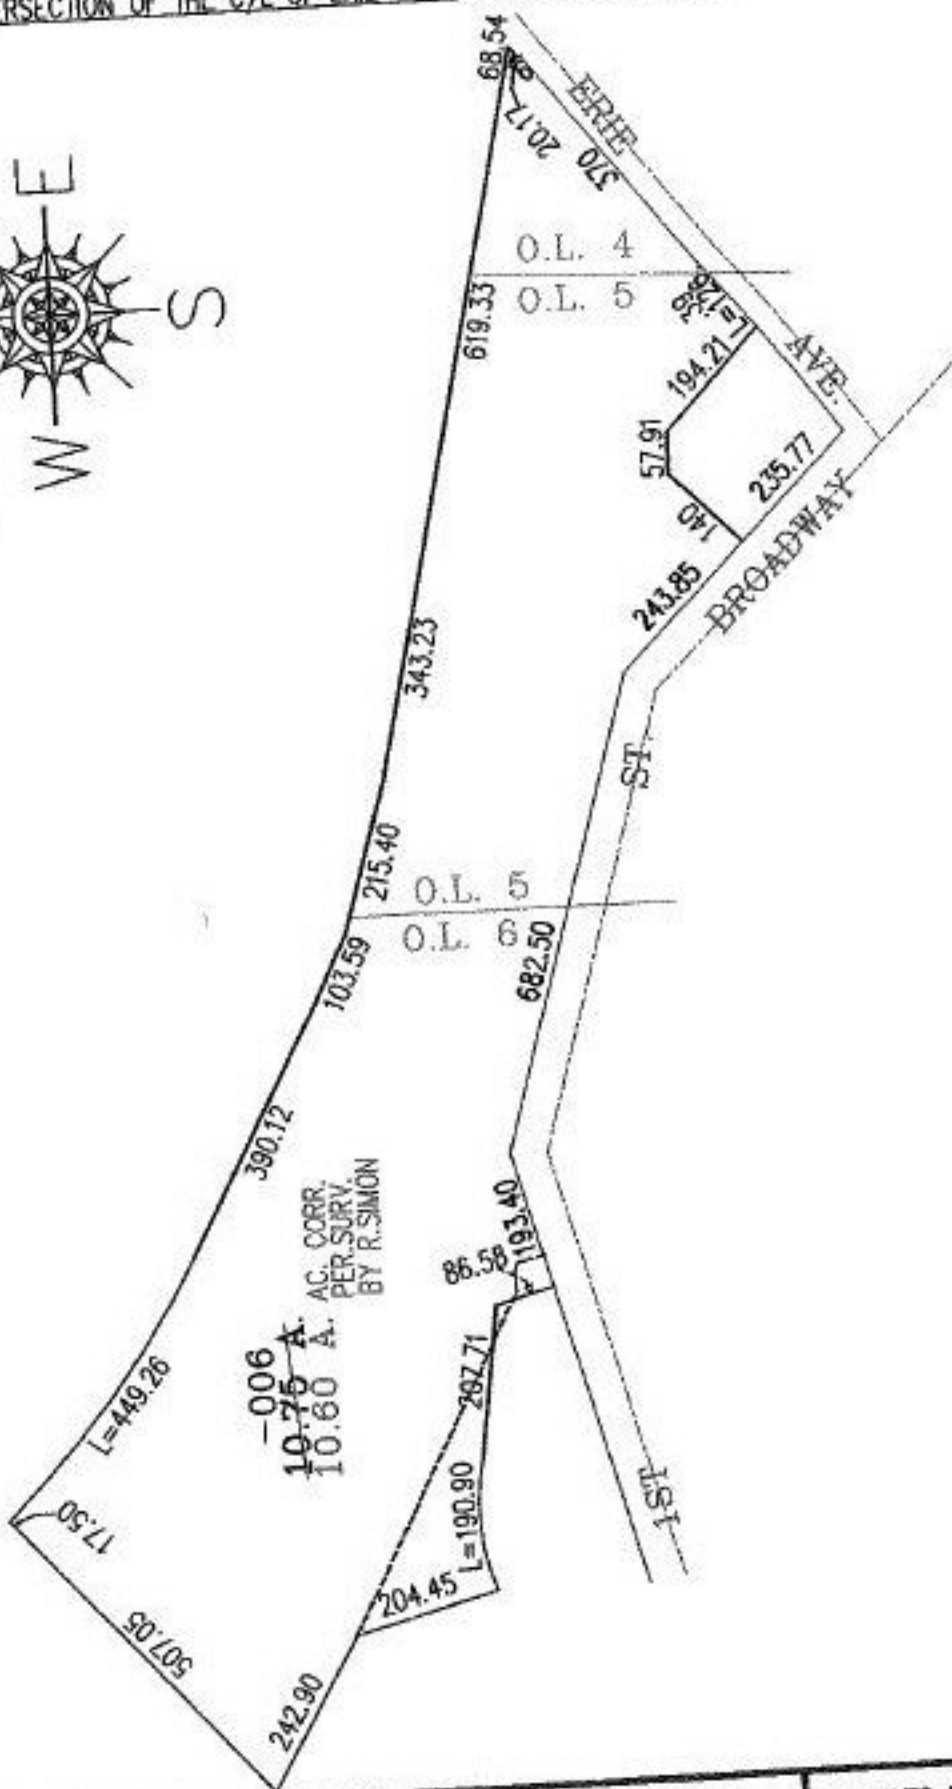 RSECTION OF THE C/L OF
E
S
W
68.54
20.17
ERIE
370
O.L. 4
O.L. 5
619.33
39
L=126
194.21
AVE.
57.91
140
235.77
BROADWAY
243.85
343.23
ST.
215.40
O.L. 5
O.L. 6
103.59
682.50
390.12
193.40
86.58
-006
10.75 A.
10.60 A.
AC. CORR.
PER.SURV.
BY R.SIMON
L=449.26
17.50
207.71
L=190.90
1ST
204.45
507.05
242.90